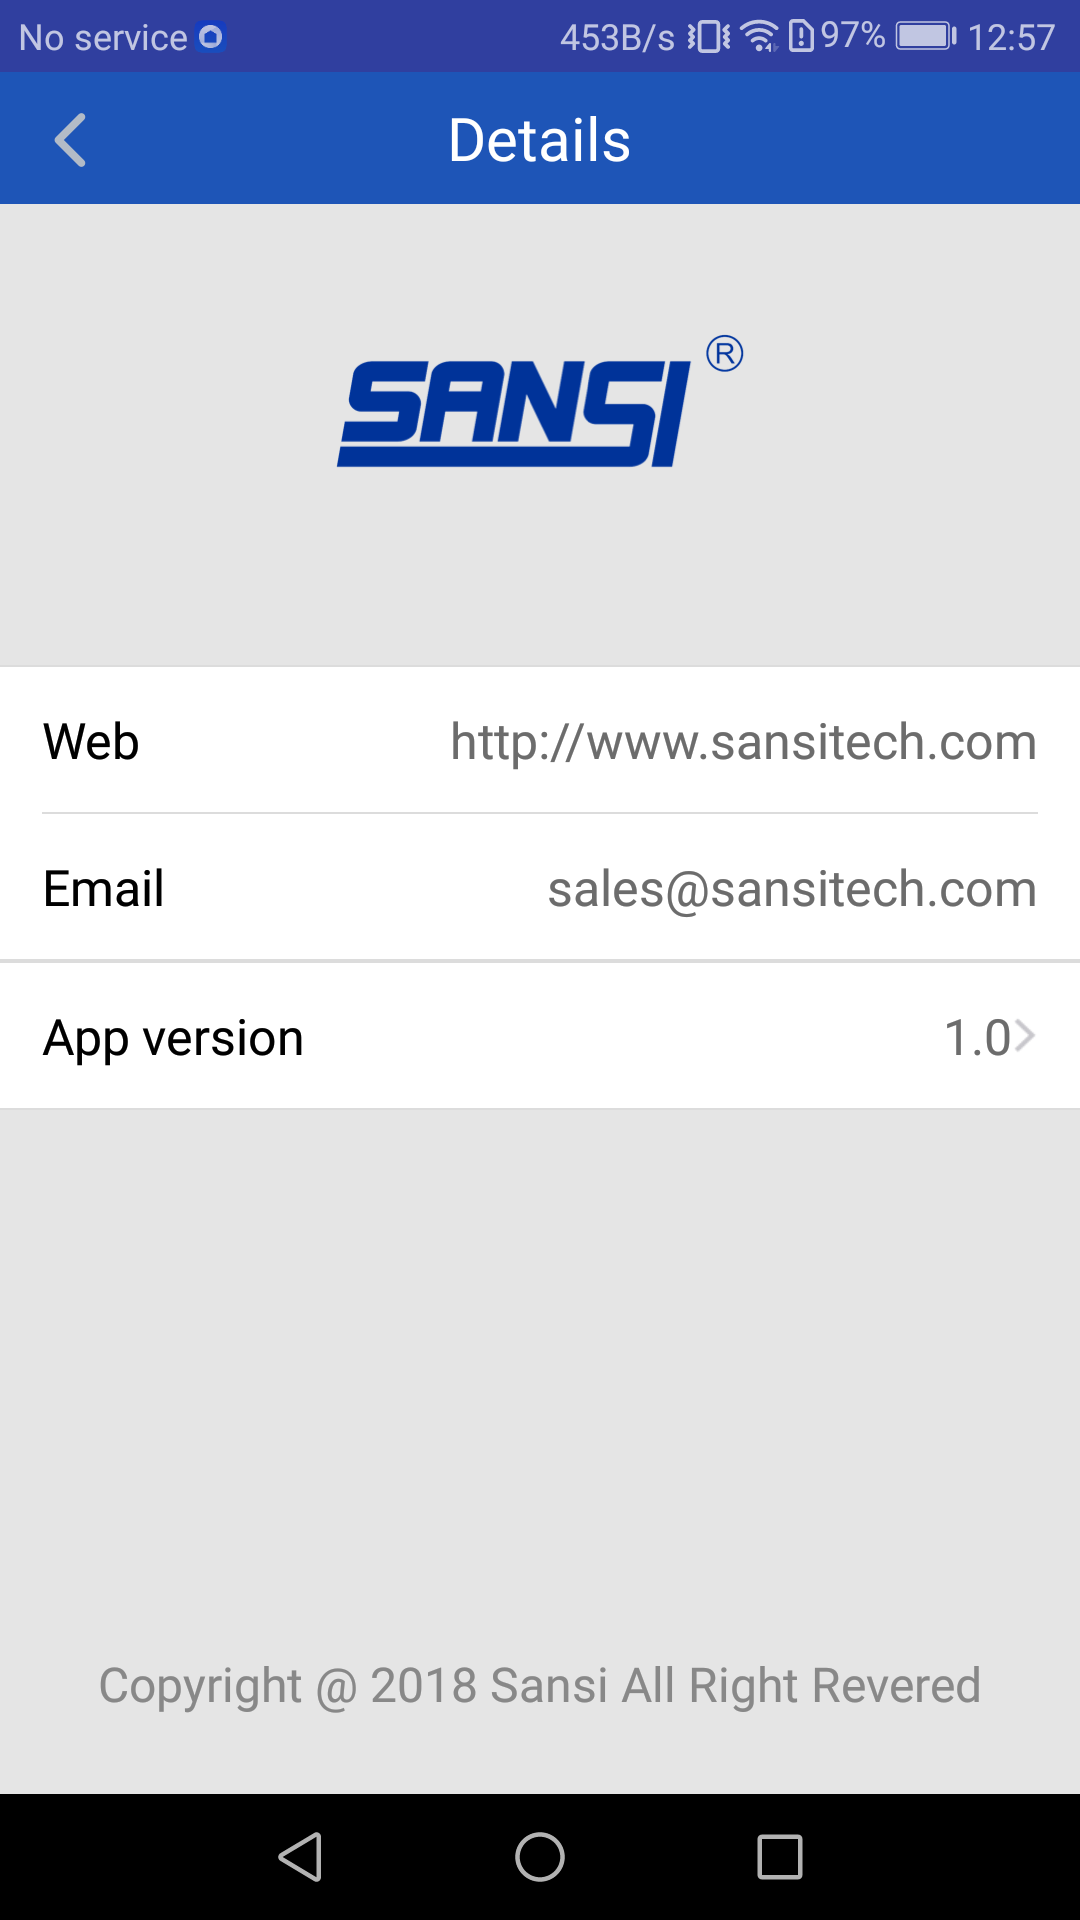 No service 453B/s 97% 12:57
Details
SANSI ®
Web http://www.sansitech.com
Email sales@sansitech.com
App version 1.0
Copyright @ 2018 Sansi All Right Revered